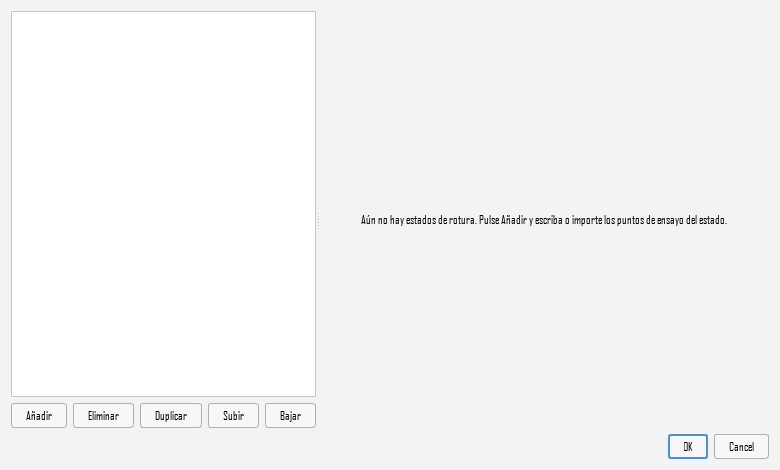 Aún no hay estados de rotura. Pulse Añadir y escriba o importe los puntos de ensayo del estado.
Añadir
Eliminar
Duplicar
Subir
Bajar
OK
Cancel